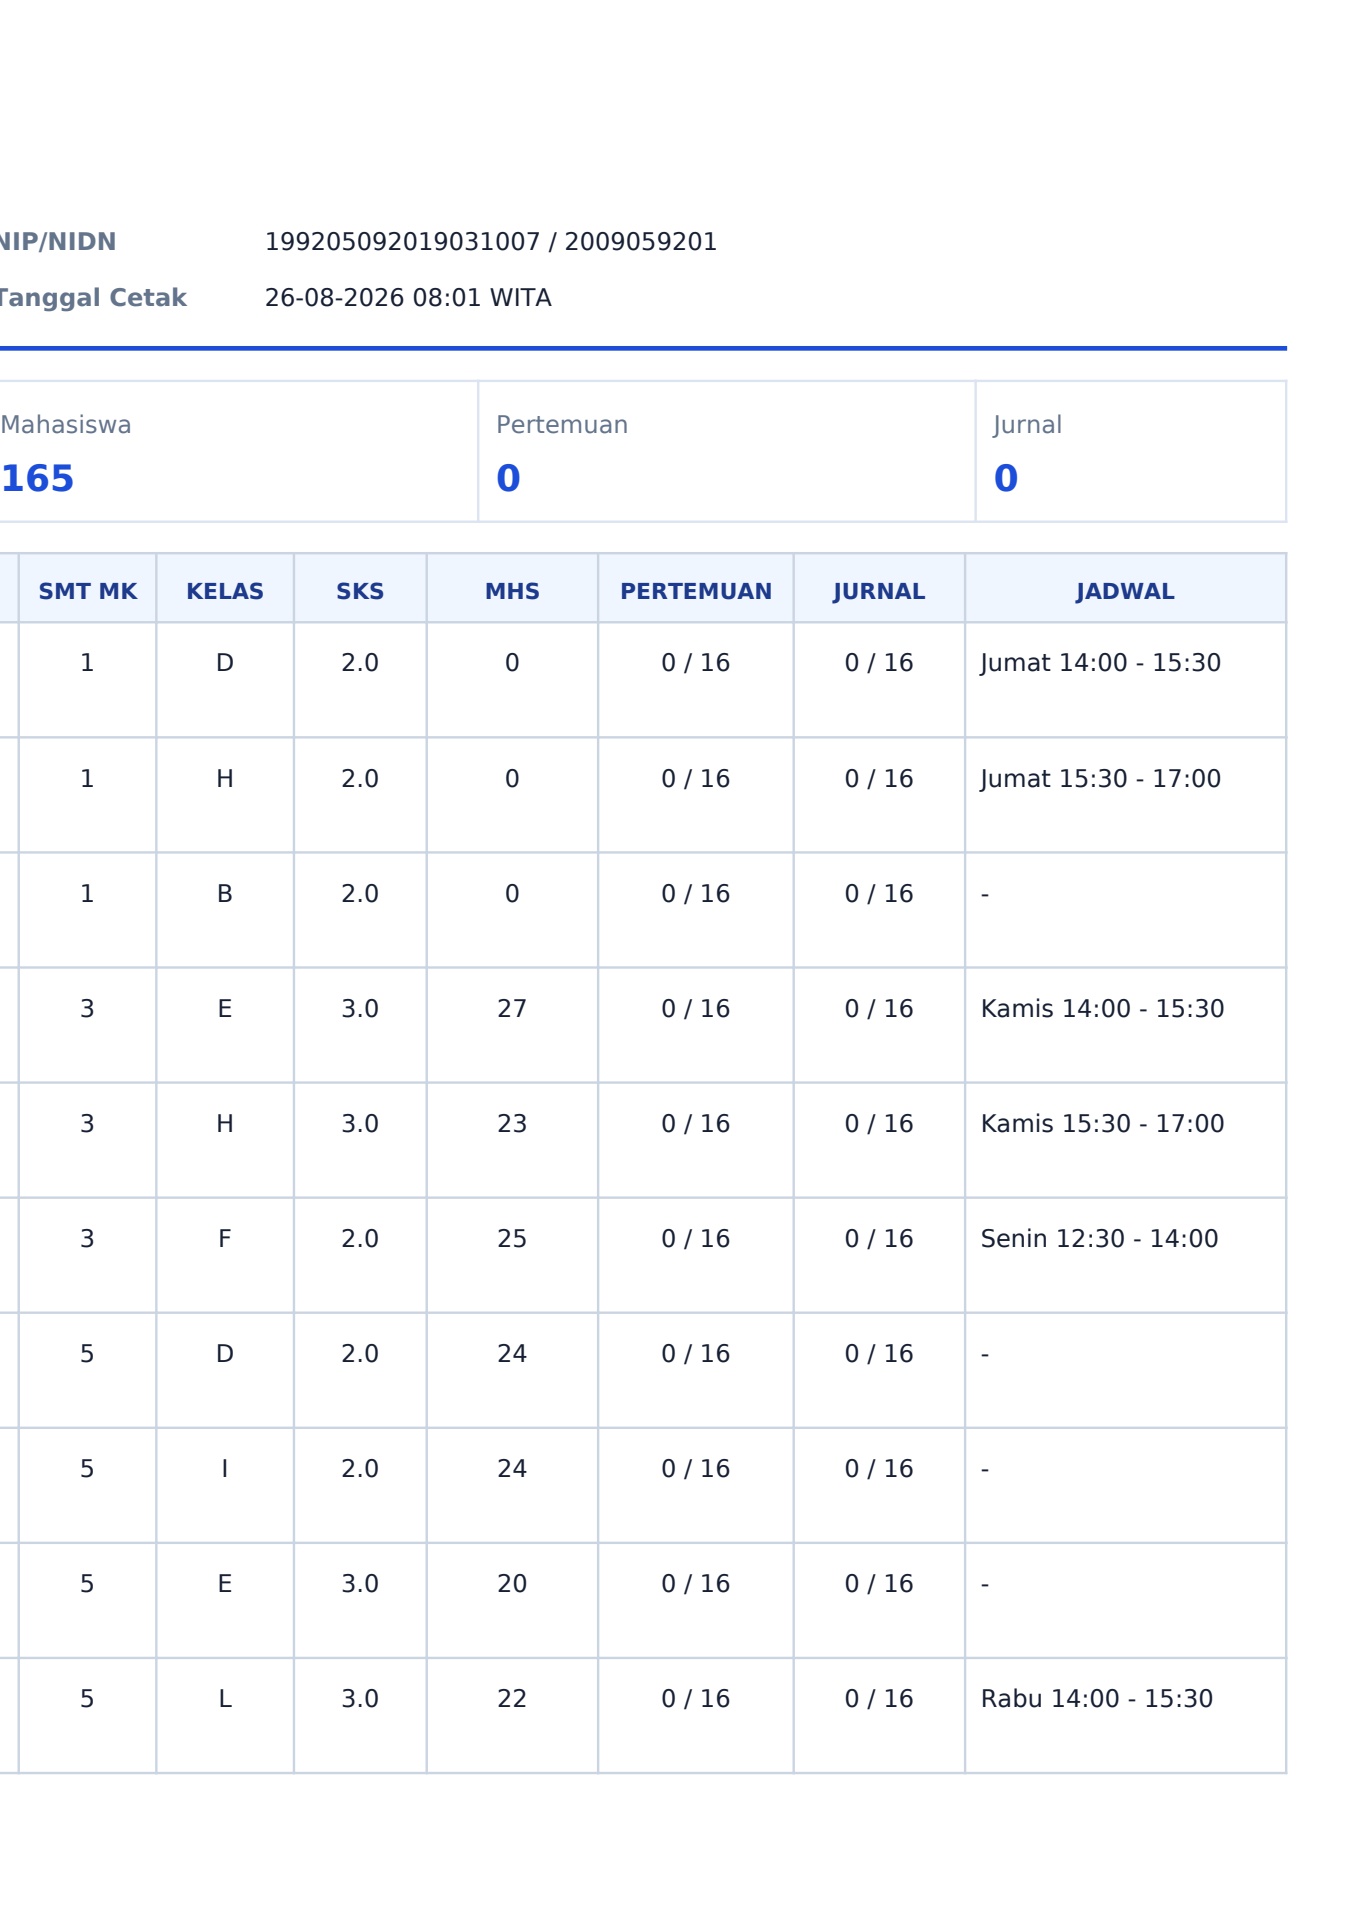 NIP/NIDN 199205092019031007 / 2009059201
Tanggal Cetak 26-08-2026 08:01 WITA
Mahasiswa Pertemuan Jurnal
165 0 0
SMT MK KELAS SKS MHS PERTEMUAN JURNAL JADWAL
1 D 2.0 0 0 / 16 0 / 16 Jumat 14:00 - 15:30
1 H 2.0 0 0 / 16 0 / 16 Jumat 15:30 - 17:00
1 B 2.0 0 0 / 16 0 / 16 -
3 E 3.0 27 0 / 16 0 / 16 Kamis 14:00 - 15:30
3 H 3.0 23 0 / 16 0 / 16 Kamis 15:30 - 17:00
3 F 2.0 25 0 / 16 0 / 16 Senin 12:30 - 14:00
5 D 2.0 24 0 / 16 0 / 16 -
5 I 2.0 24 0 / 16 0 / 16 -
5 E 3.0 20 0 / 16 0 / 16 -
5 L 3.0 22 0 / 16 0 / 16 Rabu 14:00 - 15:30